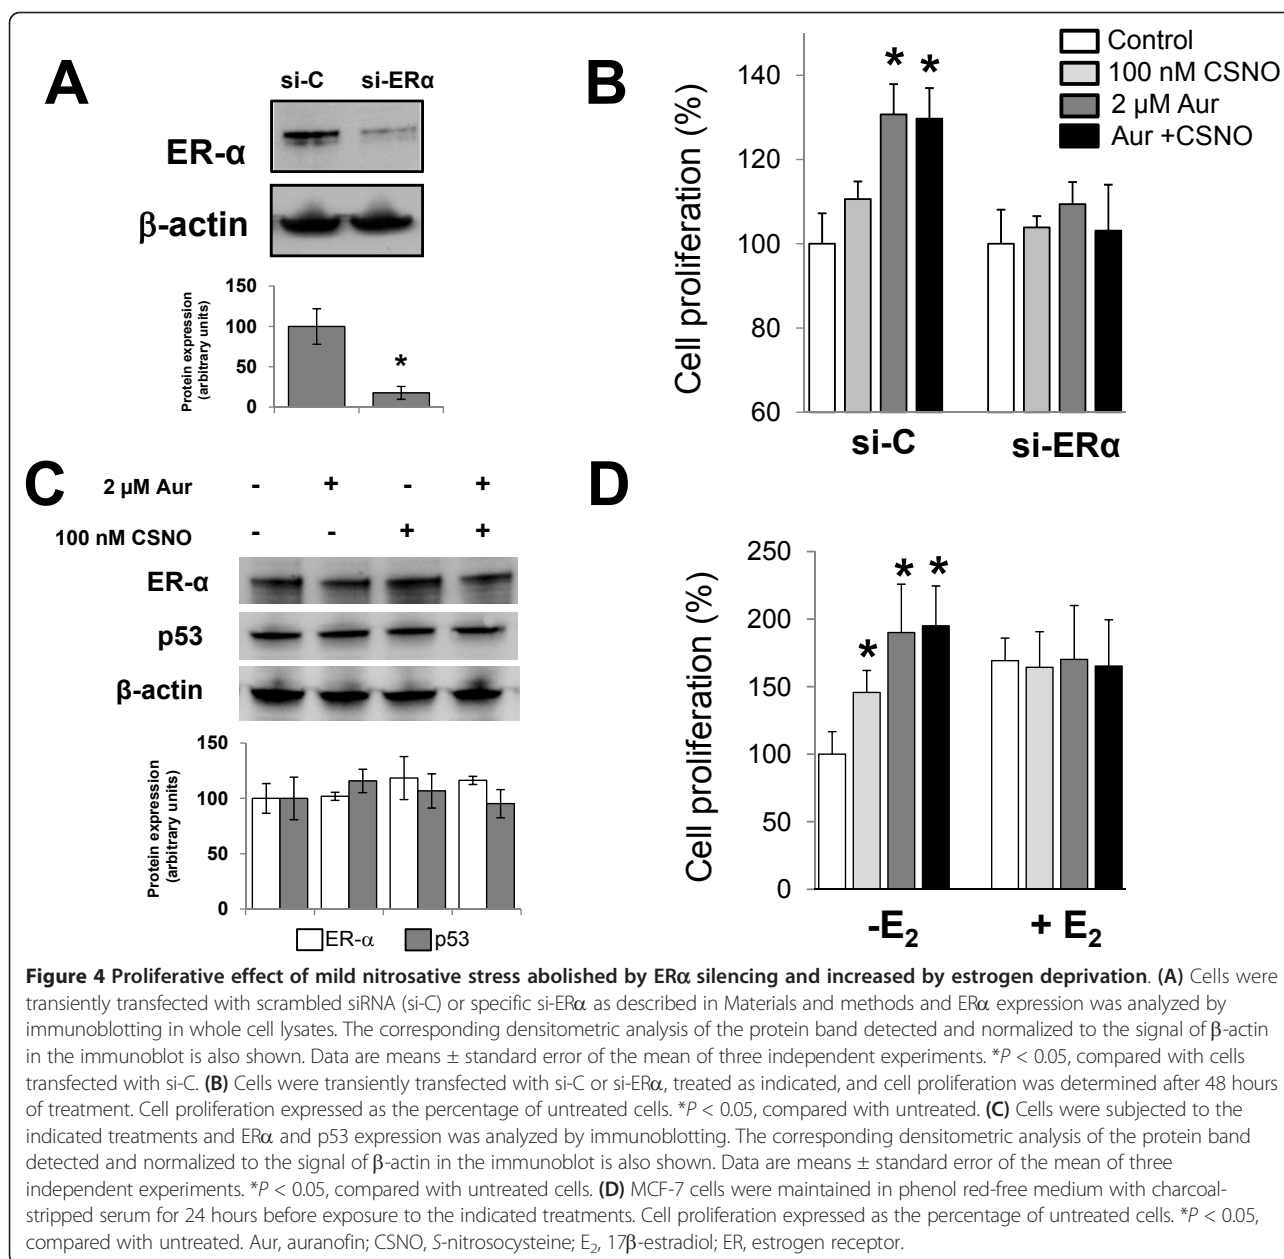 A
si-C si-ERα
ER-α
β-actin
Protein expression
(arbitrary units)
150
100
50
0
*
B
Control
100 nM CSNO
2 µM Aur
Aur +CSNO
Cell proliferation (%)
140
120
100
80
60
* *
si-C si-ERα
C
2 µM Aur - + - +
100 nM CSNO - - + +
ER-α
p53
β-actin
Protein expression
(arbitrary units)
150
100
50
0
ER-α p53
D
Cell proliferation (%)
250
200
150
100
50
0
* * *
-E2 + E2
Figure 4 Proliferative effect of mild nitrosative stress abolished by ERα silencing and increased by estrogen deprivation. (A) Cells were
transiently transfected with scrambled siRNA (si-C) or specific si-ERα as described in Materials and methods and ERα expression was analyzed by
immunoblotting in whole cell lysates. The corresponding densitometric analysis of the protein band detected and normalized to the signal of β-actin
in the immunoblot is also shown. Data are means ± standard error of the mean of three independent experiments. *P < 0.05, compared with cells
transfected with si-C. (B) Cells were transiently transfected with si-C or si-ERα, treated as indicated, and cell proliferation was determined after 48 hours
of treatment. Cell proliferation expressed as the percentage of untreated cells. *P < 0.05, compared with untreated. (C) Cells were subjected to the
indicated treatments and ERα and p53 expression was analyzed by immunoblotting. The corresponding densitometric analysis of the protein band
detected and normalized to the signal of β-actin in the immunoblot is also shown. Data are means ± standard error of the mean of three
independent experiments. *P < 0.05, compared with untreated cells. (D) MCF-7 cells were maintained in phenol red-free medium with charcoal-
stripped serum for 24 hours before exposure to the indicated treatments. Cell proliferation expressed as the percentage of untreated cells. *P < 0.05,
compared with untreated. Aur, auranofin; CSNO, S-nitrosocysteine; E2, 17β-estradiol; ER, estrogen receptor.